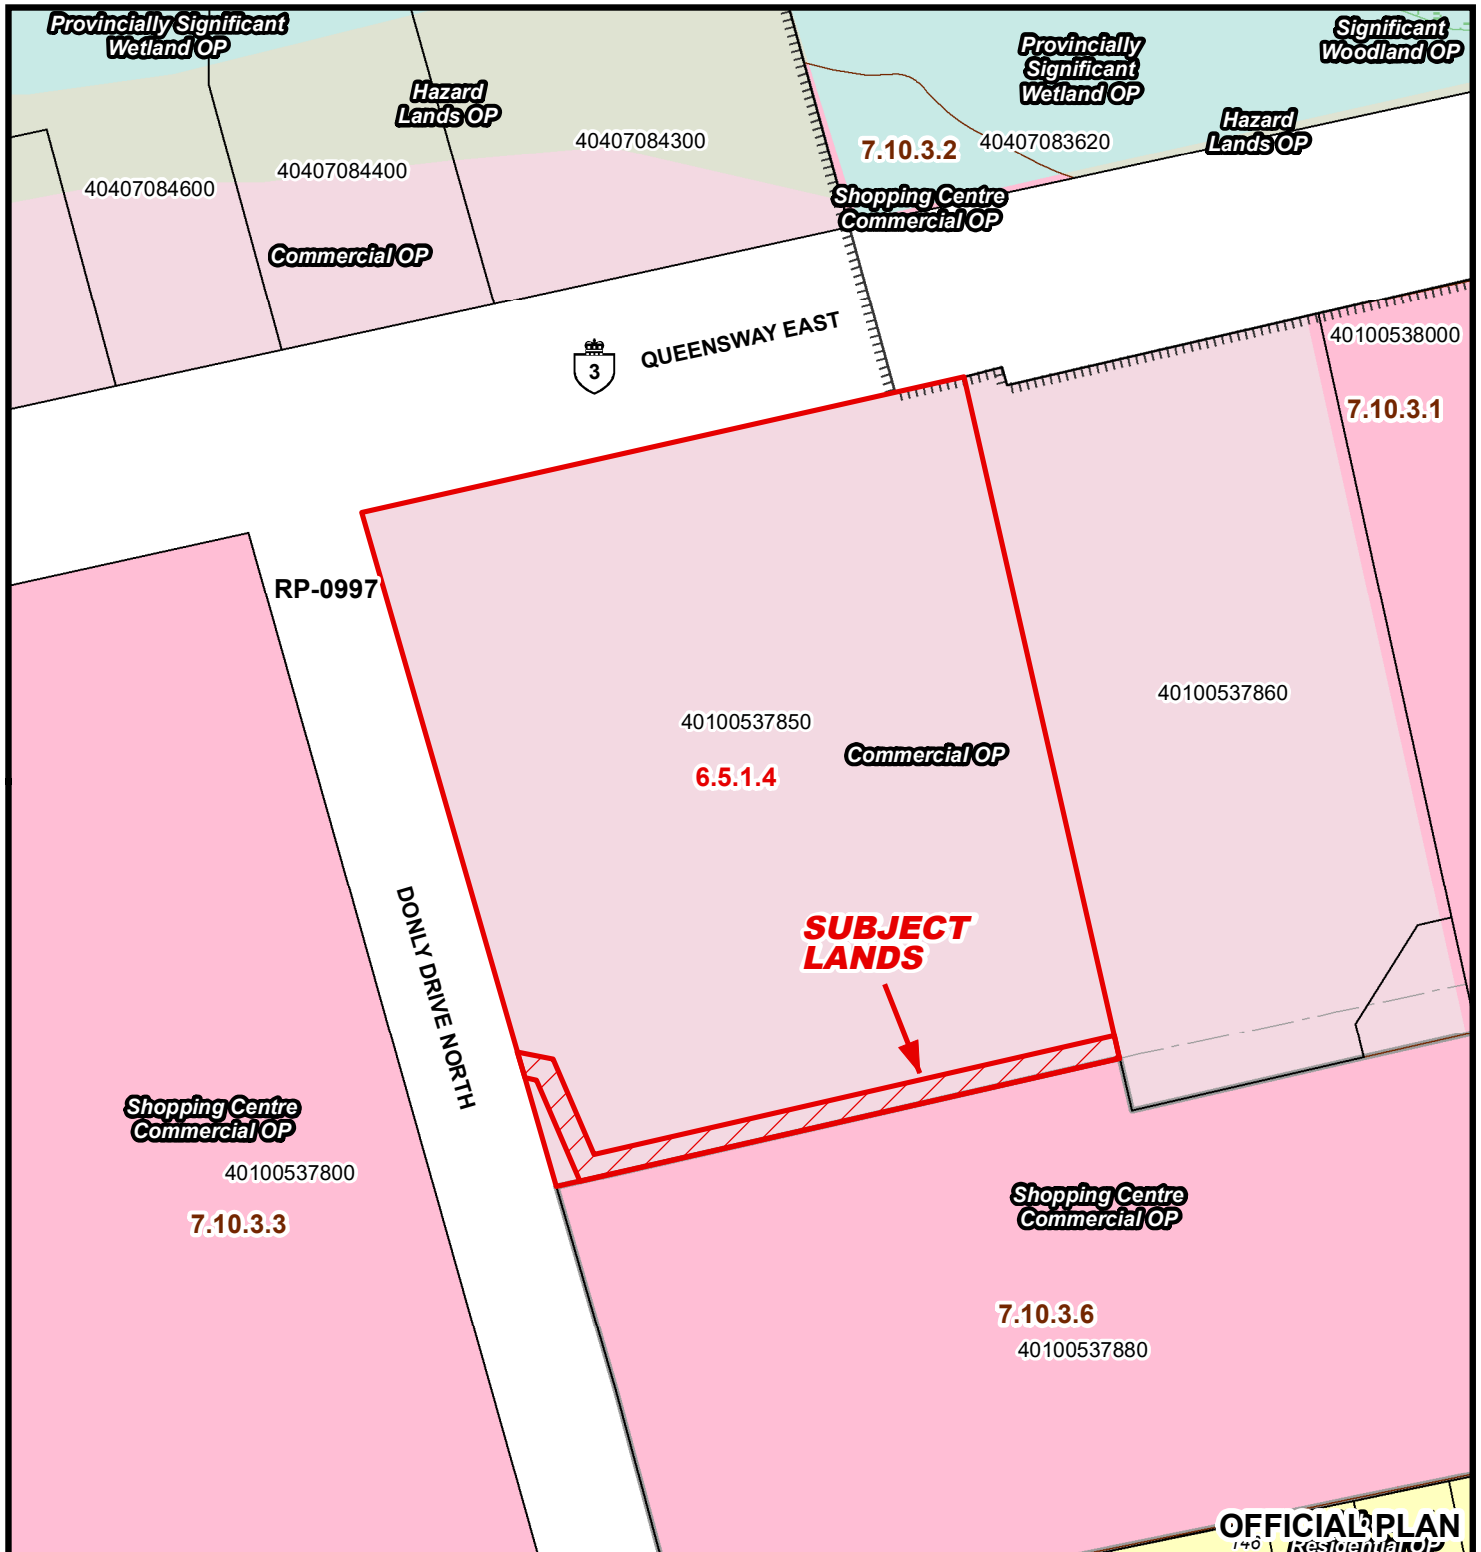 Provincially Significant
Wetland OP
Hazard
Lands OP
Provincially
Significant
Wetland OP
Significant
Woodland OP
Hazard
Lands OP
40407084600
40407084400
40407084300
7.10.3.2
40407083620
Shopping Centre
Commercial OP
Commercial OP
3
QUEENSWAY EAST
40100538000
7.10.3.1
RP-0997
40100537850
6.5.1.4
Commercial OP
40100537860
DONLY DRIVE NORTH
SUBJECT
LANDS
Shopping Centre
Commercial OP
40100537800
7.10.3.3
Shopping Centre
Commercial OP
7.10.3.6
40100537880
OFFICIAL PLAN
Residential OP